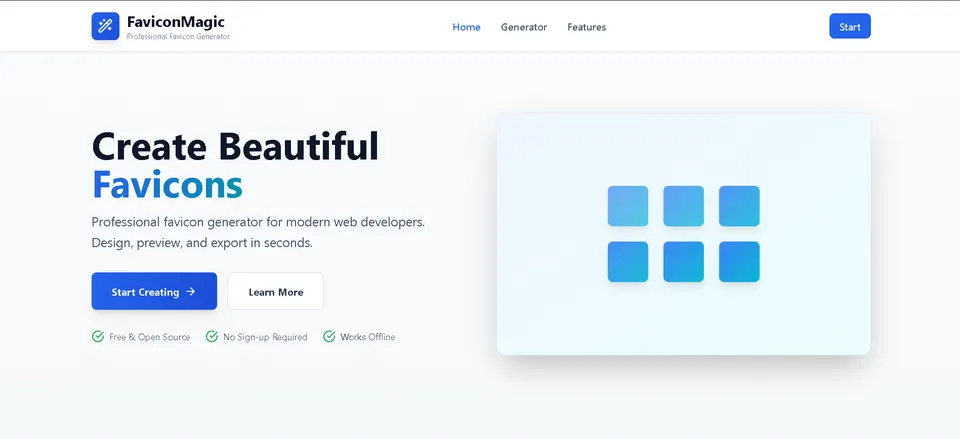 FaviconMagic
Professional Favicon Generator
Home
Generator
Features
Start
Create Beautiful
Favicons
Professional favicon generator for modern web developers.
Design, preview, and export in seconds.
Start Creating →
Learn More
Free & Open Source
No Sign-up Required
Works Offline